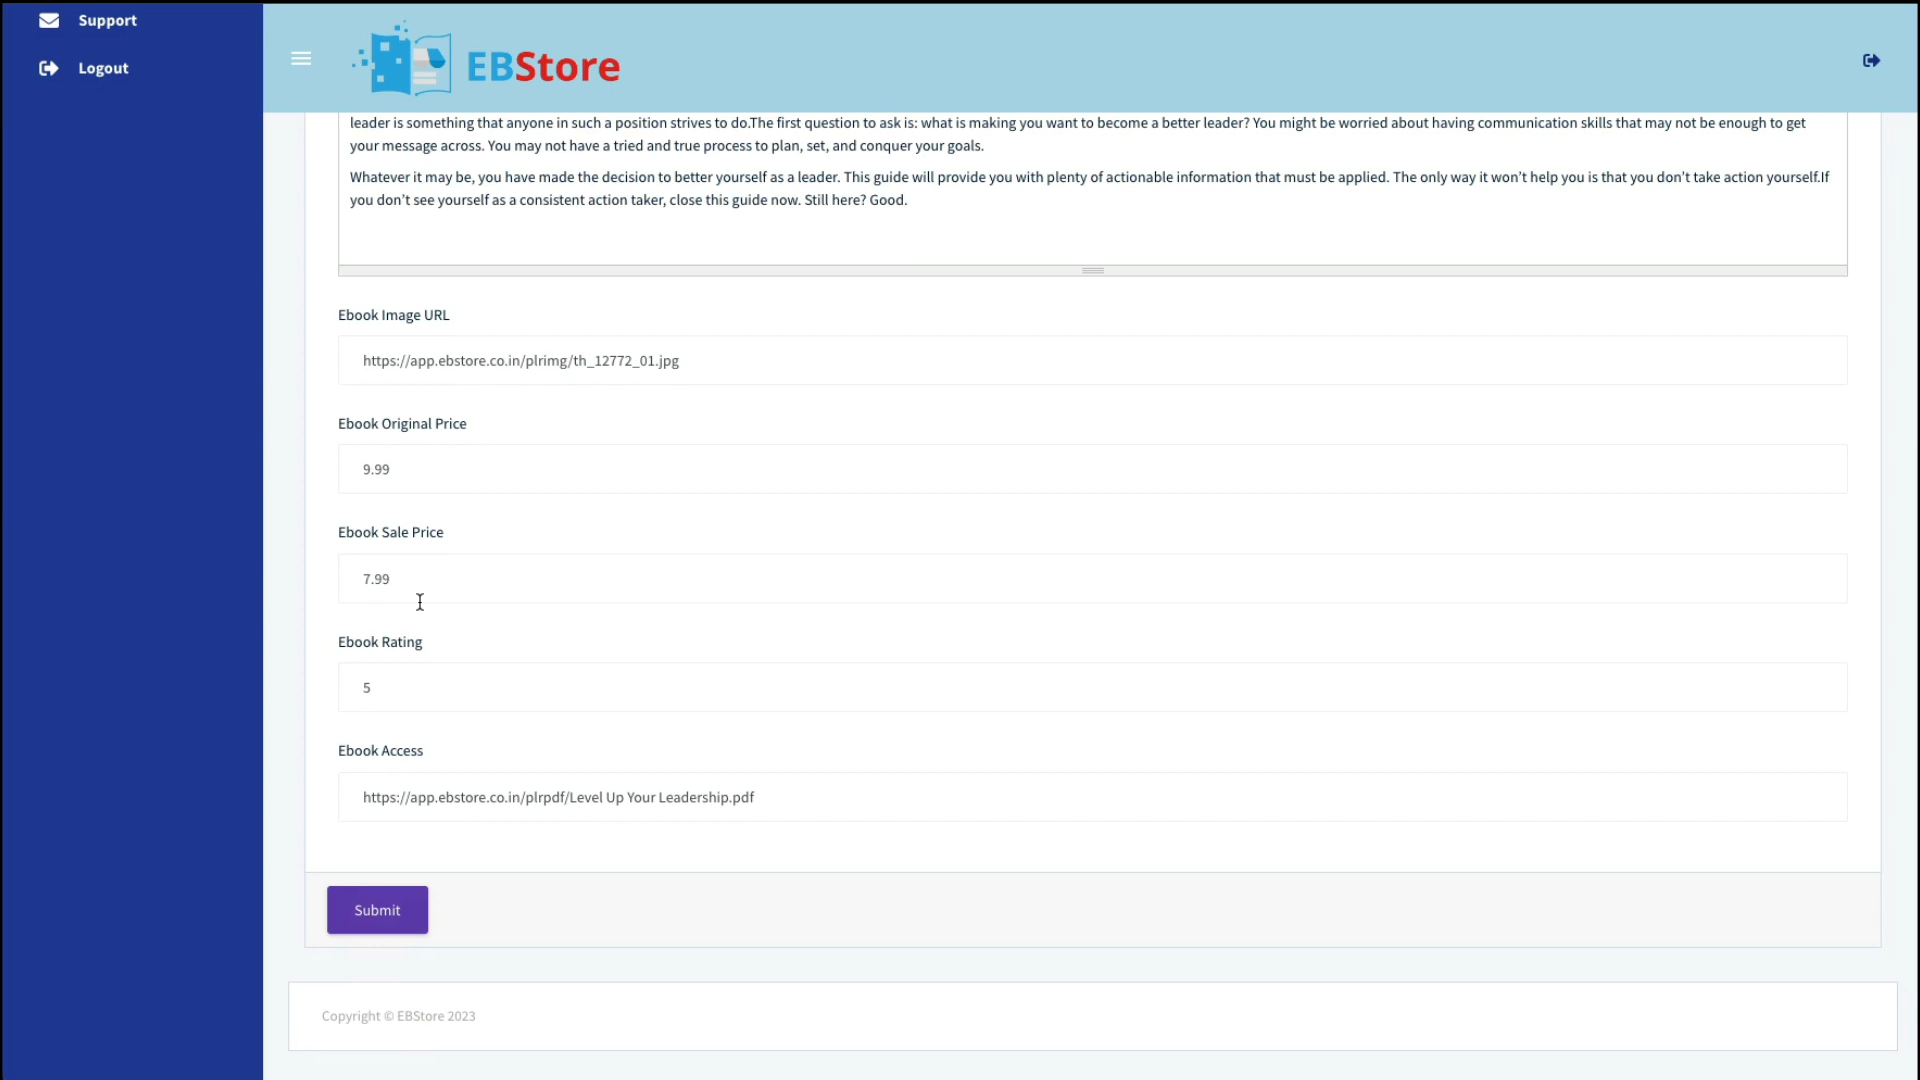 Support
Logout
EBStore
leader is something that anyone in such a position strives to do.The first question to ask is: what is making you want to become a better leader? You might be worried about having communication skills that may not be enough to get
your message across. You may not have a tried and true process to plan, set, and conquer your goals.
Whatever it may be, you have made the decision to better yourself as a leader. This guide will provide you with plenty of actionable information that must be applied. The only way it won’t help you is that you don’t take action yourself.If
you don’t see yourself as a consistent action taker, close this guide now. Still here? Good.
Ebook Image URL
https://app.ebstore.co.in/plrimg/th_12772_01.jpg
Ebook Original Price
9.99
Ebook Sale Price
7.99
Ebook Rating
5
Ebook Access
https://app.ebstore.co.in/plrpdf/Level Up Your Leadership.pdf
Submit
Copyright © EBStore 2023